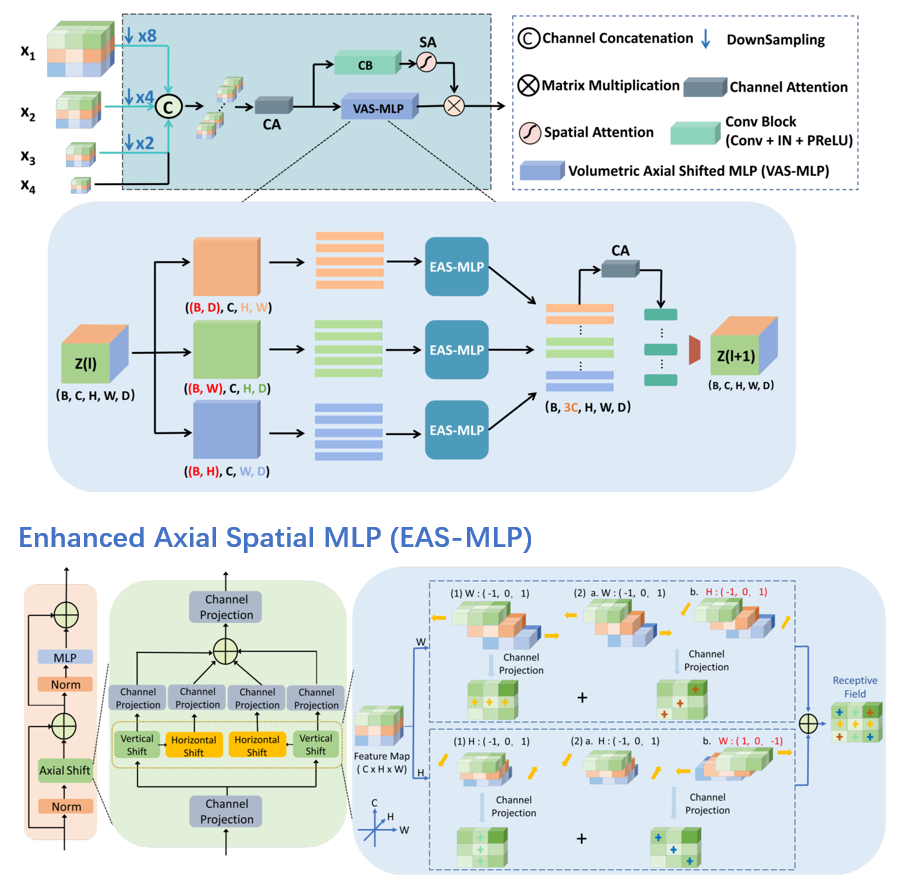 x1
x8
x2
x4
x3
x2
x4
C
CA
CB
SA
VAS-MLP
C Channel Concatenation
DownSampling
Matrix Multiplication
Channel Attention
Spatial Attention
Conv Block
(Conv + IN + PReLU)
Volumetric Axial Shifted MLP (VAS-MLP)
Z(l)
(B, C, H, W, D)
((B, D), C, H, W)
EAS-MLP
((B, W), C, H, D)
EAS-MLP
((B, H), C, W, D)
EAS-MLP
CA
(B, 3C, H, W, D)
Z(l+1)
(B, C, H, W, D)
Enhanced Axial Spatial MLP (EAS-MLP)
MLP
Norm
Axial Shift
Norm
Channel
Projection
Channel
Projection
Channel
Projection
Channel
Projection
Channel
Projection
Vertical
Shift
Horizontal
Shift
Horizontal
Shift
Vertical
Shift
Channel
Projection
Feature Map
( C x H x W)
C
H
W
W
H
(1) W : (-1, 0, 1)
(2) a. W : (-1, 0, 1)
b. H : (-1, 0, 1)
Channel
Projection
Channel
Projection
+
(1) H : (-1, 0, 1)
(2) a. H : (-1, 0, 1)
b. W : (1, 0, -1)
Channel
Projection
Channel
Projection
+
Receptive
Field